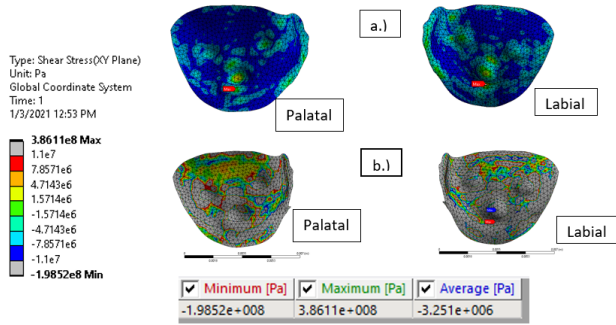 a.)
Type: Shear Stress(XY Plane)
Unit: Pa
Global Coordinate System
Time: 1
1/3/2021 12:53 PM
Palatal
Labial
3.8611e8 Max
1.1e7
7.8571e6
4.7143e6
1.5714e6
-1.5714e6
-4.7143e6
-7.8571e6
-1.1e7
-1.9852e8 Min
b.)
Palatal
Labial
Minimum [Pa] Maximum [Pa] Average [Pa]
-1.9852e+008 3.8611e+008 -3.251e+006